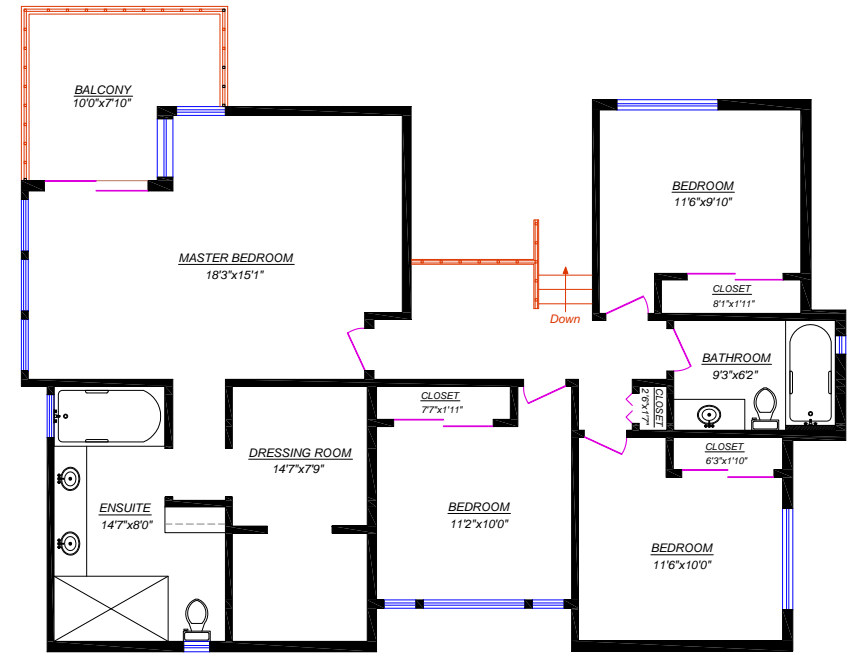 BALCONY
10'0"x7'10"
BEDROOM
11'6"x9'10"
MASTER BEDROOM
18'3"x15'1"
CLOSET
8'1"x1'11"
Down
BATHROOM
9'3"x6'2"
CLOSET
7'7"x1'11"
CLOSET
2'6"x1'7"
DRESSING ROOM
14'7"x7'9"
CLOSET
6'3"x1'10"
ENSUITE
14'7"x8'0"
BEDROOM
11'2"x10'0"
BEDROOM
11'6"x10'0"